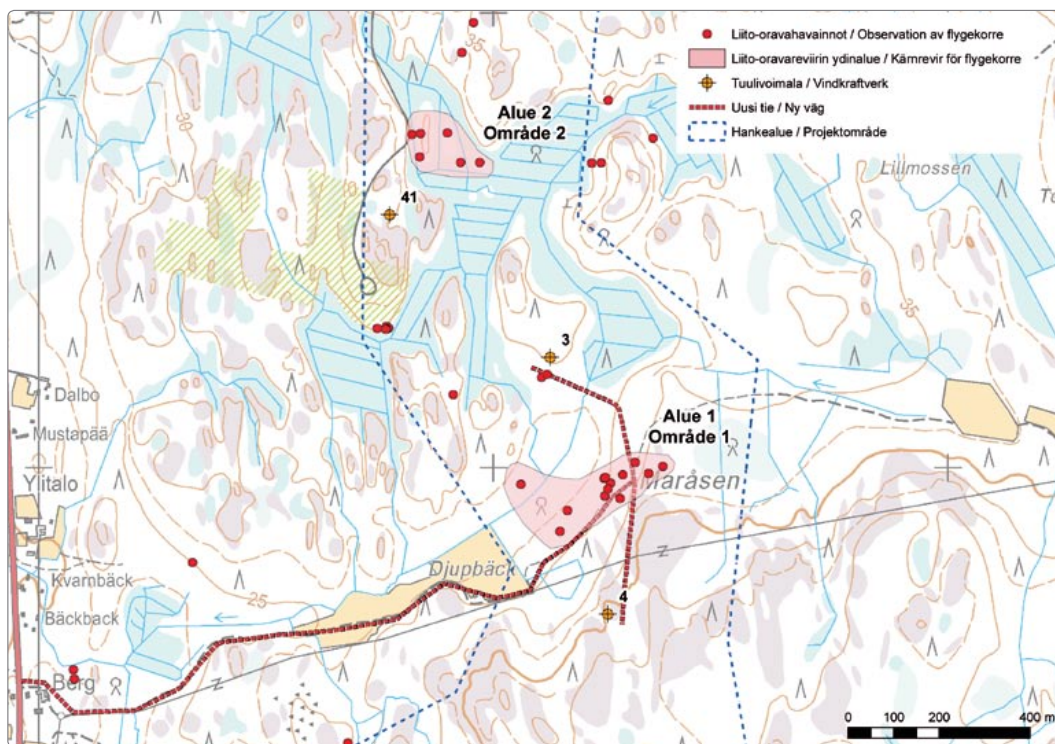 Liito-oravahavainnot / Observation av flygekorre
Liito-oravareviirin ydinalue / Kärnrevir för flygekorre
Tuulivoimala / Vindkraftverk
Uusi tie / Ny väg
Hankealue / Projektområde
35
Alue 2
Område 2
30
Lillmossen
41
35
3
Dalbo
Mustapää
Alue 1
Område 1
Ylitalo
Maråsen
Z
Djupbäck
Kvarnbäck
25
4
Bäckback
Z
Berg
0 100 200 400 m